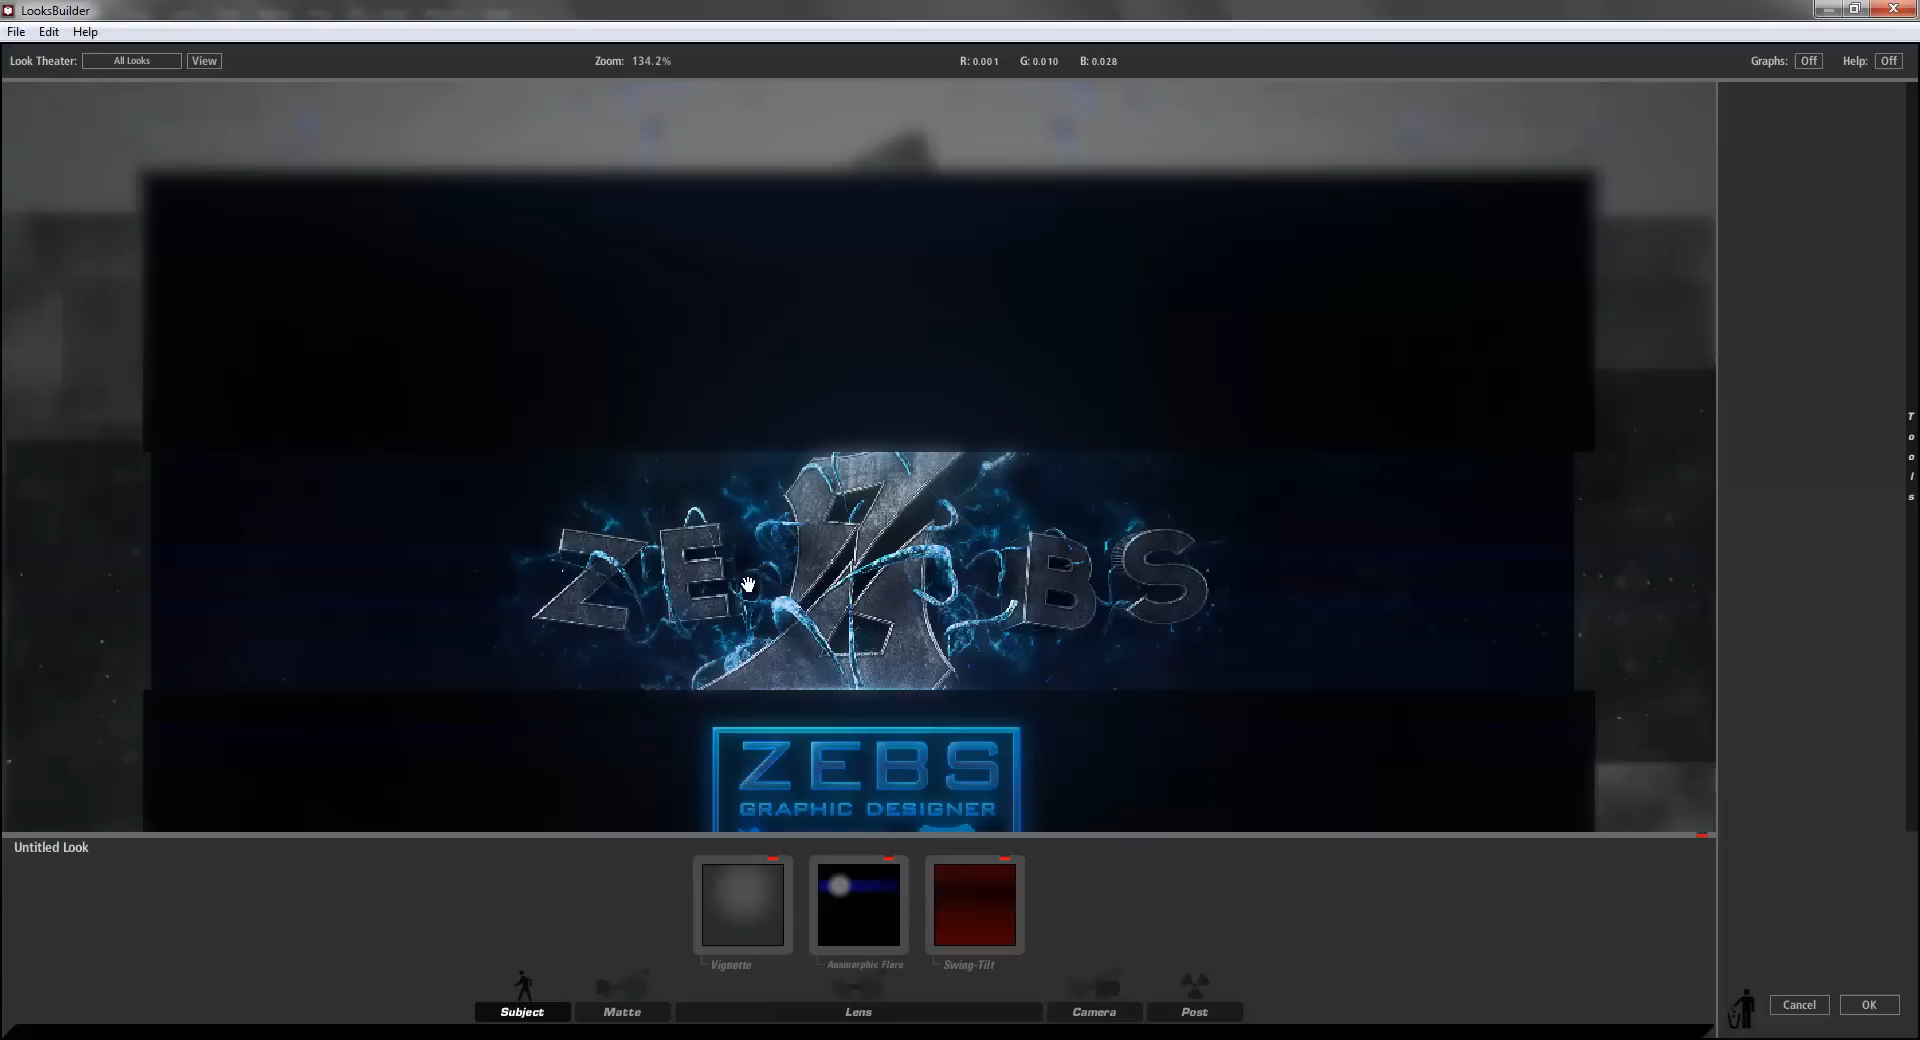 LooksBuilder
File Edit Help
Look Theater: All Looks View Zoom: 134.2% R: 0.001 G: 0.010 B: 0.028 Graphs: Off Help: Off
Tools
ZEBS
ZEBS
GRAPHIC DESIGNER
Untitled Look
Vignette Anamorphic Flare Swing-Tilt
Subject Matte Lens Camera Post
Cancel OK